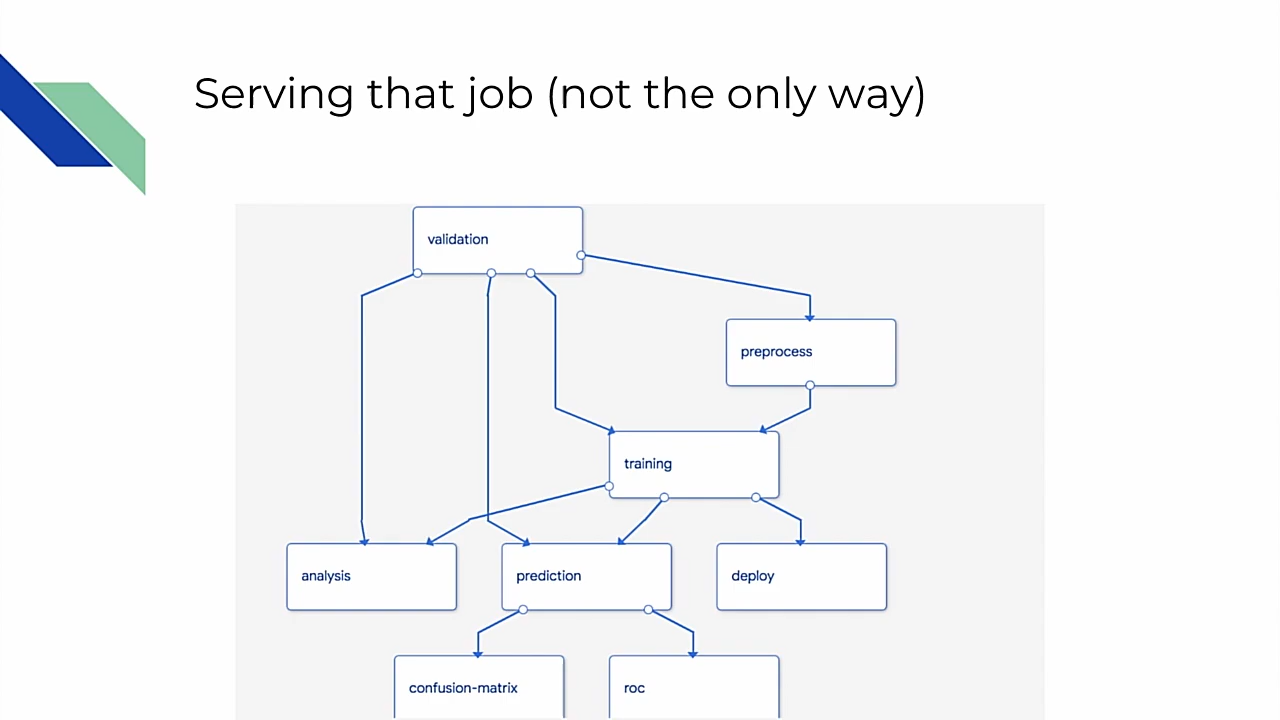 Serving that job (not the only way)
validation
preprocess
training
analysis
prediction
deploy
confusion-matrix
roc